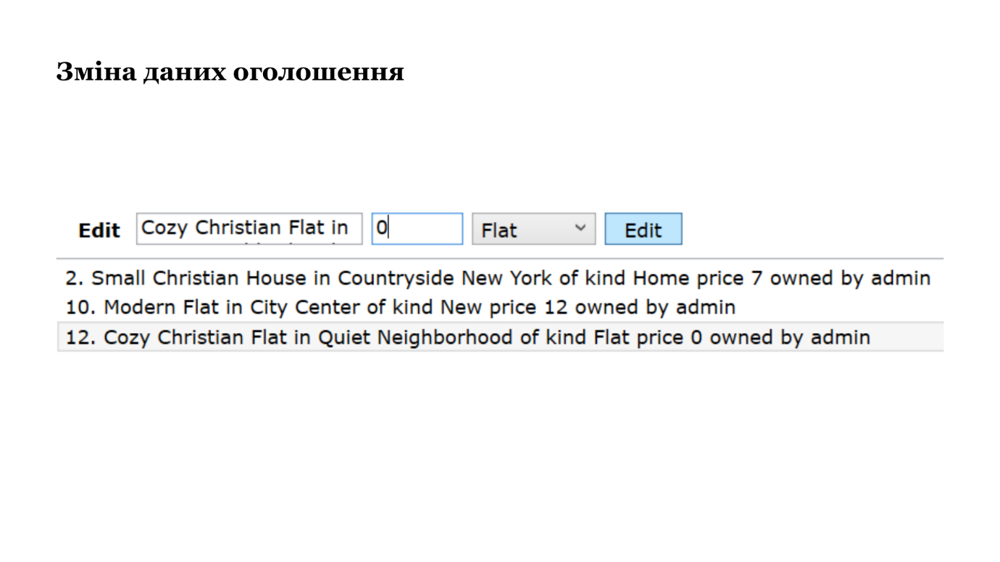 Зміна даних оголошення
Edit Cozy Christian Flat in 0 Flat Edit
2. Small Christian House in Countryside New York of kind Home price 7 owned by admin
10. Modern Flat in City Center of kind New price 12 owned by admin
12. Cozy Christian Flat in Quiet Neighborhood of kind Flat price 0 owned by admin